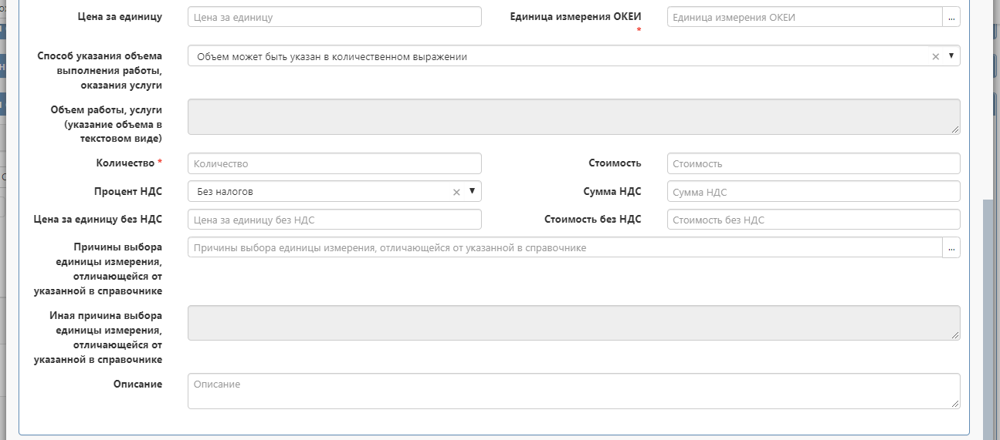 Цена за единицу
Цена за единицу
Единица измерения ОКЕИ
*
Единица измерения ОКЕИ
...
Способ указания объема
выполнения работы,
оказания услуги
Объем может быть указан в количественном выражении
× ▼
Объем работы, услуги
(указание объема в
текстовом виде)
Количество *
Количество
Стоимость
Стоимость
Процент НДС
Без налогов
× ▼
Сумма НДС
Сумма НДС
Цена за единицу без НДС
Цена за единицу без НДС
Стоимость без НДС
Стоимость без НДС
Причины выбора
единицы измерения,
отличающейся от
указанной в справочнике
Причины выбора единицы измерения, отличающейся от указанной в справочнике
...
Иная причина выбора
единицы измерения,
отличающейся от
указанной в справочнике
Описание
Описание